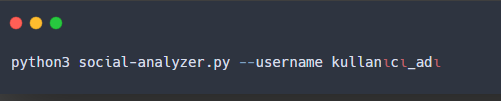 python3 social-analyzer.py --username kullanıcı_adı